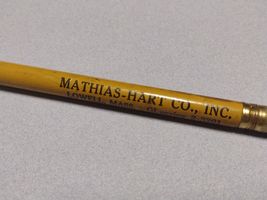 MATHIAS-HART CO., INC.
LOWELL, MASS.